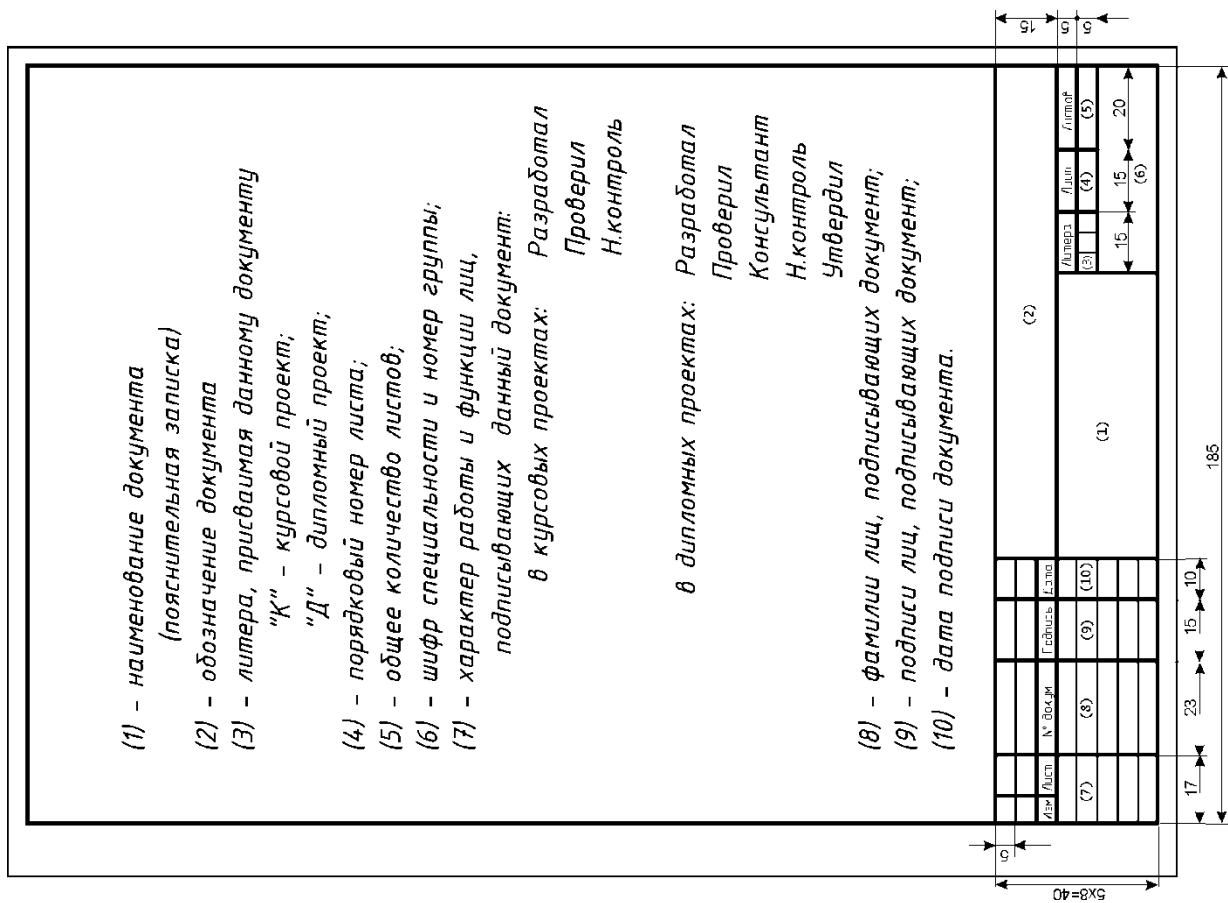 (1) – наименование документа
(пояснительная записка)
(2) – обозначение документа
(3) – литера, присваимая данному документу
"К" – курсовой проект;
"Д" – дипломный проект;
(4) – порядковый номер листа;
(5) – общее количество листов;
(6) – шифр специальности и номер группы;
(7) – характер работы и функции лиц,
подписывающих данный документ:
в курсовых проектах: Разработал
Проверил
Н.контроль
в дипломных проектах: Разработал
Проверил
Консультант
Н.контроль
Утвердил
(8) – фамилии лиц, подписывающих документ;
(9) – подписи лиц, подписывающих документ;
(10) – дата подписи документа.
(2)
Изм Лист N° докум Подпись Дата
Литера Лист Листов
(7) (8) (9) (10)
(1)
(3) (4) (5)
15 15 20
(6)
17 23 15 10
185
5
5x8=40
15 5 5